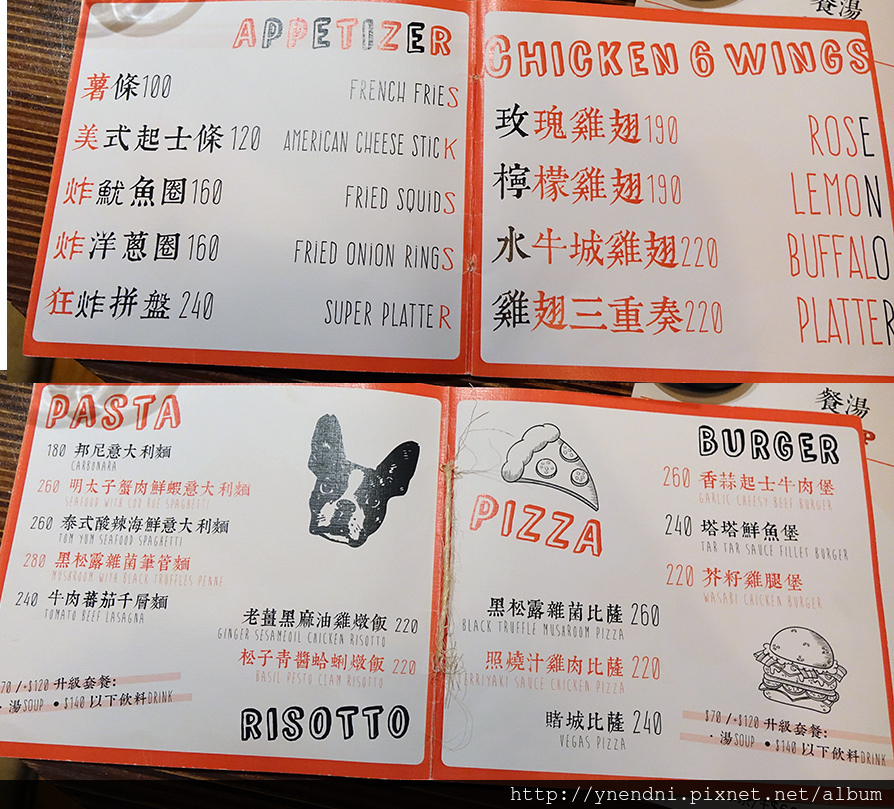 餐湯
APPETIZER
薯條100 FRENCH FRIES
美式起士條 120 AMERICAN CHEESE STICK
炸魷魚圈160 FRIED SQUIDS
炸洋蔥圈 160 FRIED ONION RINGS
狂炸拼盤 240 SUPER PLATTER
CHICKEN 6 WINGS
玫瑰雞翅190 ROSE
檸檬雞翅190 LEMON
水牛城雞翅220 BUFFALO
雞翅三重奏220 PLATTER
餐湯
PASTA
180 邦尼意大利麵
CARBONARA
260 明太子蟹肉鮮蝦意大利麵
SEAFOOD WITH COD ROE SPAGHETTI
260 泰式酸辣海鮮意大利麵
TOM YUM SEAFOOD SPAGHETTI
280 黑松露雜菌筆管麵
MUSHROOM WITH BLACK TRUFFLES PENNE
240 牛肉蕃茄千層麵
TOMATO BEEF LASAGNA
老薑黑麻油雞燉飯 220
GINGER SESAMEOIL CHICKEN RISOTTO
松子青醬蛤蜊燉飯 220
BASIL PESTO CLAM RISOTTO
RISOTTO
$70 /+$120 升級套餐:
· 湯SOUP ● $140 以下飲料DRINK
PIZZA
黑松露雜菌比薩 260
BLACK TRUFFLE MUSHROOM PIZZA
照燒汁雞肉比薩 220
TERRIYAKI SAUCE CHICKEN PIZZA
賭城比薩 240
VEGAS PIZZA
BURGER
260 香蒜起士牛肉堡
GARLIC CHEESY BEEF BURGER
240 塔塔鮮魚堡
TAR TAR SAUCE FILLET BURGER
220 芥籽雞腿堡
WASABI CHICKEN BURGER
$70 /+$120 升級套餐:
· 湯SOUP ● $140 以下飲料DRINK
http://ynendni.pixnet.net/album